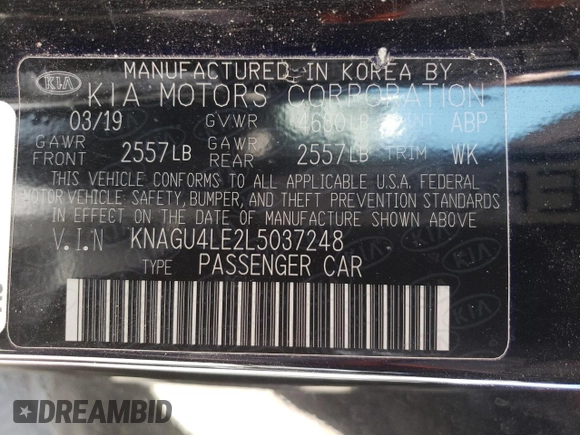 KIA
MANUFACTURED IN KOREA BY
KIA MOTORS CORPORATION
03/19 GVWR PAINT ABP
GAWR FRONT 2557LB GAWR REAR 2557LB TRIM WK
THIS VEHICLE CONFORMS TO ALL APPLICABLE U.S.A. FEDERAL
MOTOR VEHICLE SAFETY, BUMPER, AND THEFT PREVENTION STANDARDS
IN EFFECT ON THE DATE OF MANUFACTURE SHOWN ABOVE
V.I.N KNAGU4LE2L5037248
TYPE PASSENGER CAR
DREAMBID